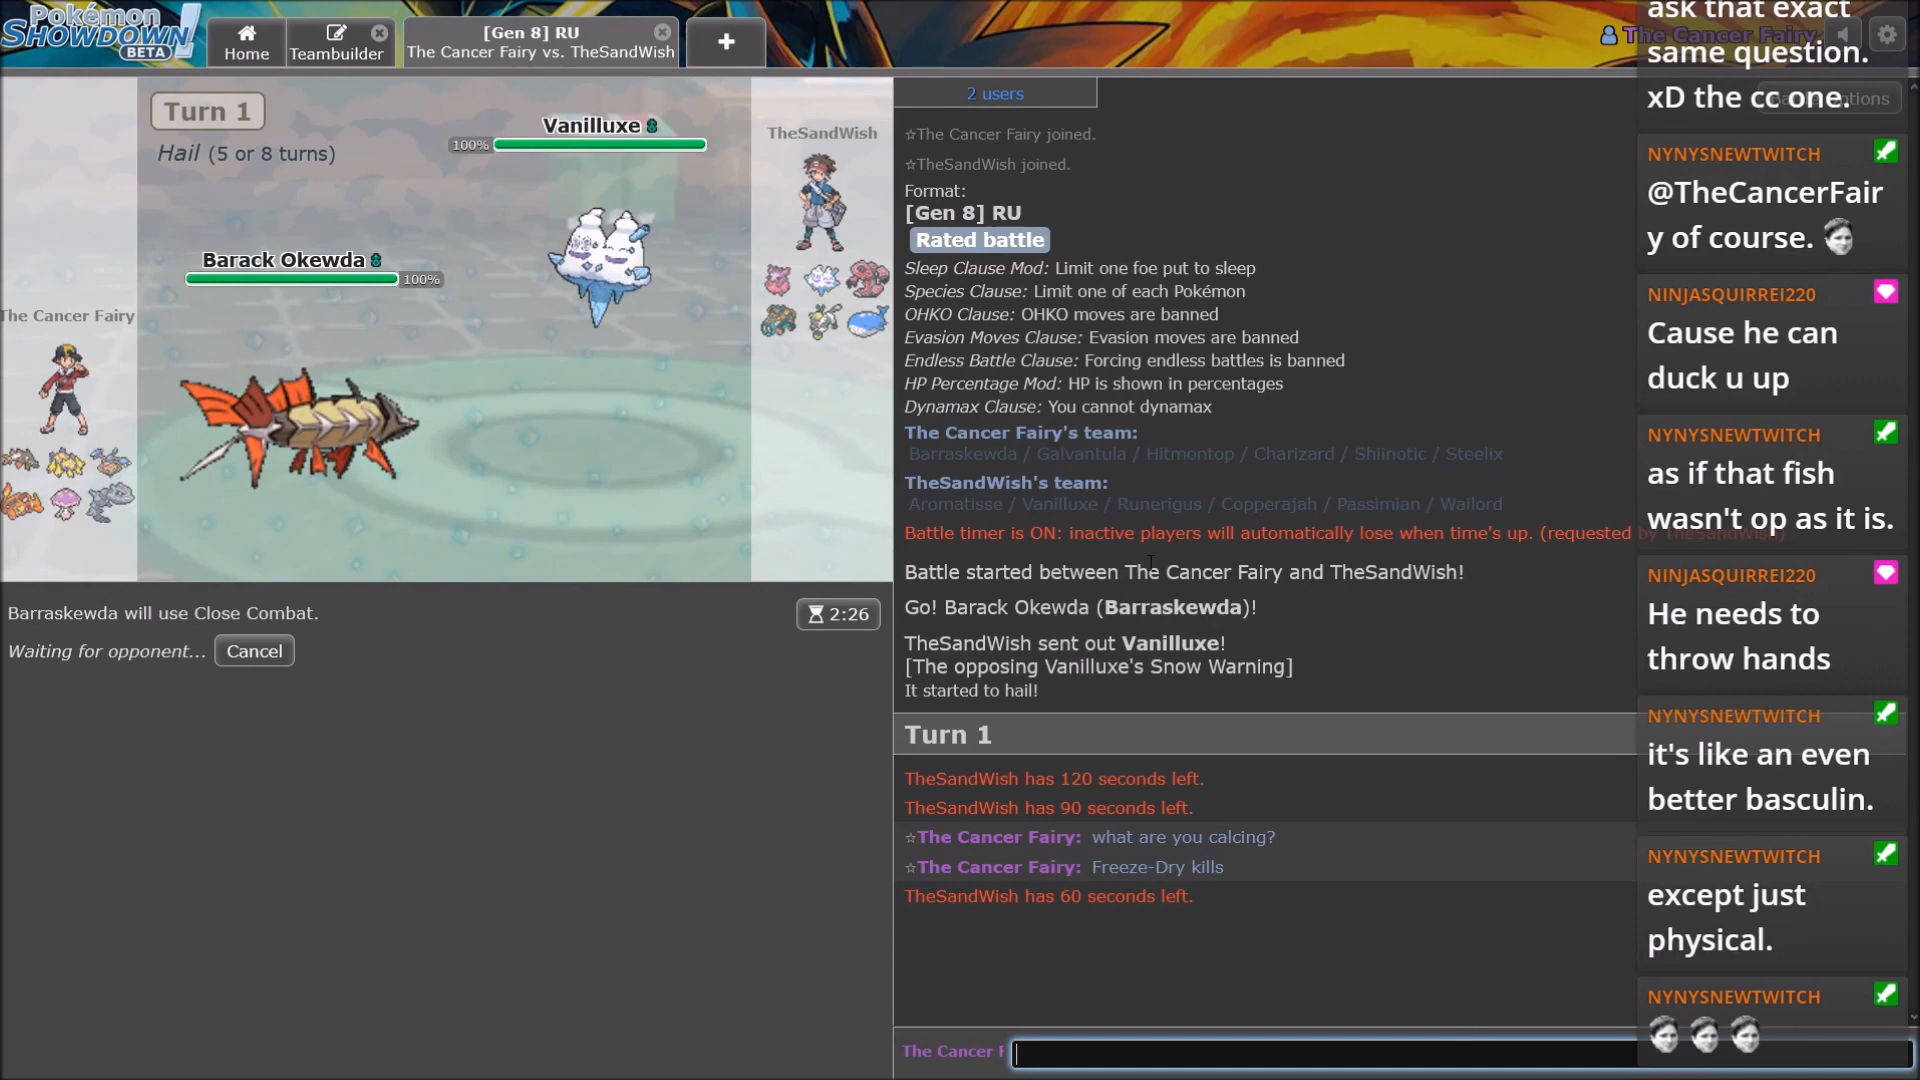 Pokémon
SHOWDOWN!
BETA
Home
Teambuilder
[Gen 8] RU
The Cancer Fairy vs. TheSandWish
The Cancer Fairy
Turn 1
Hail (5 or 8 turns)
Vanilluxe
100%
Barack Okewda
100%
The Cancer Fairy
TheSandWish
Barraskewda will use Close Combat.
2:26
Waiting for opponent...
Cancel
2 users
☆The Cancer Fairy joined.
☆TheSandWish joined.
Format:
[Gen 8] RU
Rated battle
Sleep Clause Mod: Limit one foe put to sleep
Species Clause: Limit one of each Pokémon
OHKO Clause: OHKO moves are banned
Evasion Moves Clause: Evasion moves are banned
Endless Battle Clause: Forcing endless battles is banned
HP Percentage Mod: HP is shown in percentages
Dynamax Clause: You cannot dynamax
The Cancer Fairy's team:
Barraskewda / Galvantula / Hitmontop / Charizard / Shiinotic / Steelix
TheSandWish's team:
Aromatisse / Vanilluxe / Runerigus / Copperajah / Passimian / Wailord
Battle timer is ON: inactive players will automatically lose when time's up. (requested by TheSandWish)
Battle started between The Cancer Fairy and TheSandWish!
Go! Barack Okewda (Barraskewda)!
TheSandWish sent out Vanilluxe!
[The opposing Vanilluxe's Snow Warning]
It started to hail!
Turn 1
TheSandWish has 120 seconds left.
TheSandWish has 90 seconds left.
☆The Cancer Fairy: what are you calcing?
☆The Cancer Fairy: Freeze-Dry kills
TheSandWish has 60 seconds left.
The Cancer F
ask that exact
same question.
xD the cc one.
NYNYSNEWTWITCH
@TheCancerFair
y of course.
NINJASQUIRREI220
Cause he can
duck u up
NYNYSNEWTWITCH
as if that fish
wasn't op as it is.
NINJASQUIRREI220
He needs to
throw hands
NYNYSNEWTWITCH
it's like an even
better basculin.
NYNYSNEWTWITCH
except just
physical.
NYNYSNEWTWITCH